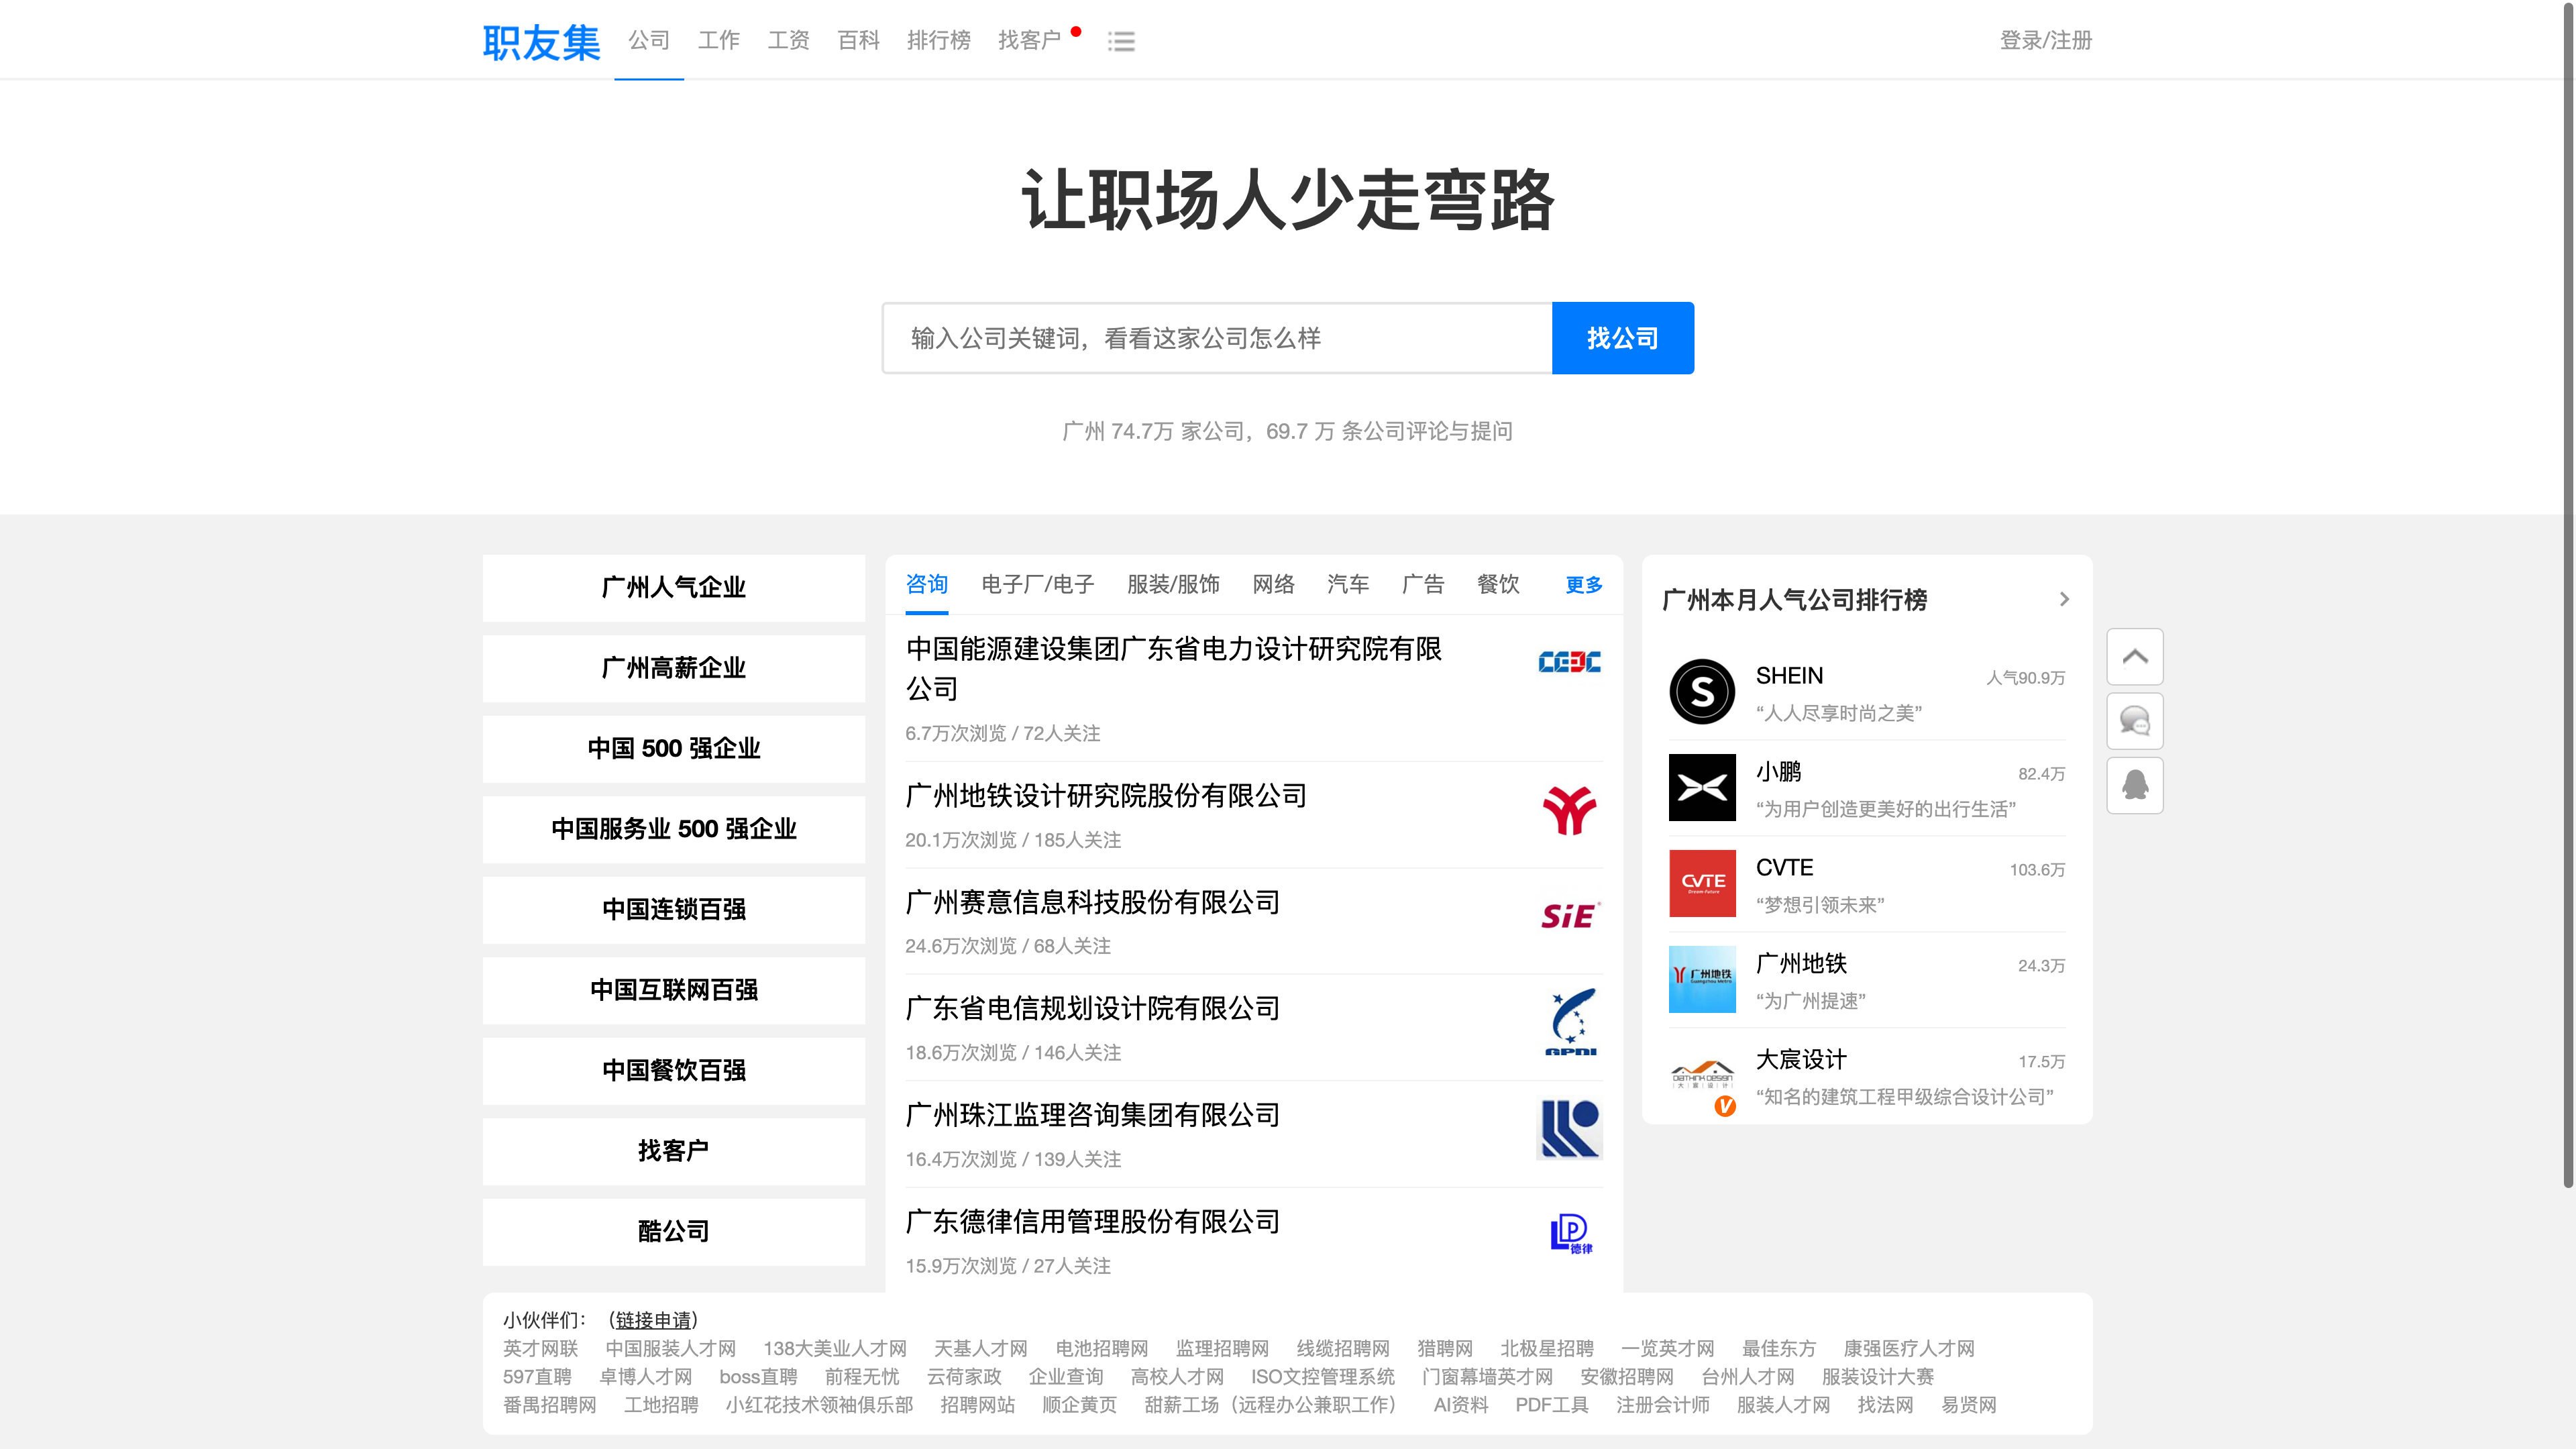 职友集 公司 工作 工资 百科 排行榜 找客户 登录/注册
让职场人少走弯路
输入公司关键词，看看这家公司怎么样 找公司
广州 74.7万 家公司，69.7 万 条公司评论与提问
广州人气企业
广州高薪企业
中国 500 强企业
中国服务业 500 强企业
中国连锁百强
中国互联网百强
中国餐饮百强
找客户
酷公司
咨询 电子厂/电子 服装/服饰 网络 汽车 广告 餐饮 更多
中国能源建设集团广东省电力设计研究院有限
公司
6.7万次浏览 / 72人关注
CEEC
广州地铁设计研究院股份有限公司
20.1万次浏览 / 185人关注
广州赛意信息科技股份有限公司
24.6万次浏览 / 68人关注
SiE
广东省电信规划设计院有限公司
18.6万次浏览 / 146人关注
GPDI
广州珠江监理咨询集团有限公司
16.4万次浏览 / 139人关注
广东德律信用管理股份有限公司
15.9万次浏览 / 27人关注
德律
广州本月人气公司排行榜
S
SHEIN 人气90.9万
“人人尽享时尚之美”
小鹏 82.4万
“为用户创造更美好的出行生活”
CVTE
Dream Future
CVTE 103.6万
“梦想引领未来”
广州地铁
Guangzhou Metro
广州地铁 24.3万
“为广州提速”
大宸设计
大宸设计 17.5万
“知名的建筑工程甲级综合设计公司”
V
小伙伴们： （链接申请）
英才网联 中国服装人才网 138大美业人才网 天基人才网 电池招聘网 监理招聘网 线缆招聘网 猎聘网 北极星招聘 一览英才网 最佳东方 康强医疗人才网
597直聘 卓博人才网 boss直聘 前程无忧 云荷家政 企业查询 高校人才网 ISO文控管理系统 门窗幕墙英才网 安徽招聘网 台州人才网 服装设计大赛
番禺招聘网 工地招聘 小红花技术领袖俱乐部 招聘网站 顺企黄页 甜薪工场（远程办公兼职工作） AI资料 PDF工具 注册会计师 服装人才网 找法网 易贤网